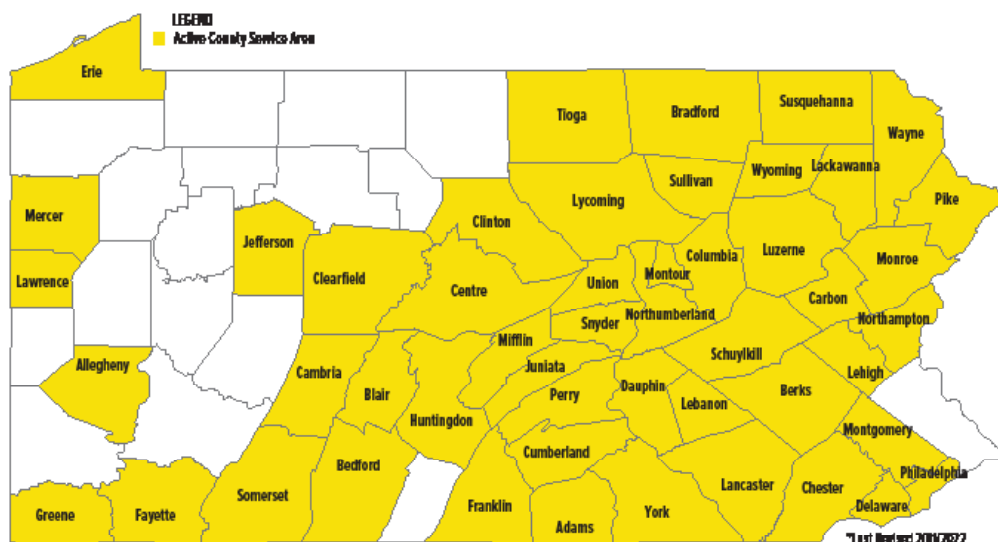 LEGEND
Active County Service Area
Erie
Tioga
Bradford
Susquehanna
Wayne
Wyoming
Lackawanna
Sullivan
Lycoming
Pike
Mercer
Clinton
Jefferson
Columbia
Luzerne
Monroe
Lawrence
Clearfield
Centre
Union
Montour
Carbon
Snyder
Northumberland
Northampton
Mifflin
Schuylkill
Allegheny
Cambria
Juniata
Lehigh
Blair
Perry
Dauphin
Lebanon
Berks
Huntingdon
Montgomery
Cumberland
Bedford
Philadelphia
Somerset
Franklin
Lancaster
Chester
Delaware
Greene
Fayette
Adams
York
*Last Revised